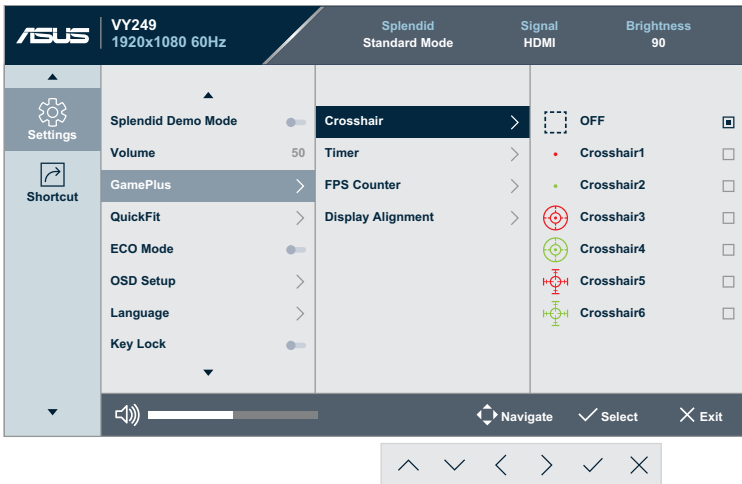 ASUS
VY249
1920x1080 60Hz
Splendid
Standard Mode
Signal
HDMI
Brightness
90
Settings
Shortcut
Splendid Demo Mode
Volume 50
GamePlus
QuickFit
ECO Mode
OSD Setup
Language
Key Lock
Crosshair
Timer
FPS Counter
Display Alignment
OFF
Crosshair1
Crosshair2
Crosshair3
Crosshair4
Crosshair5
Crosshair6
Navigate
Select
Exit